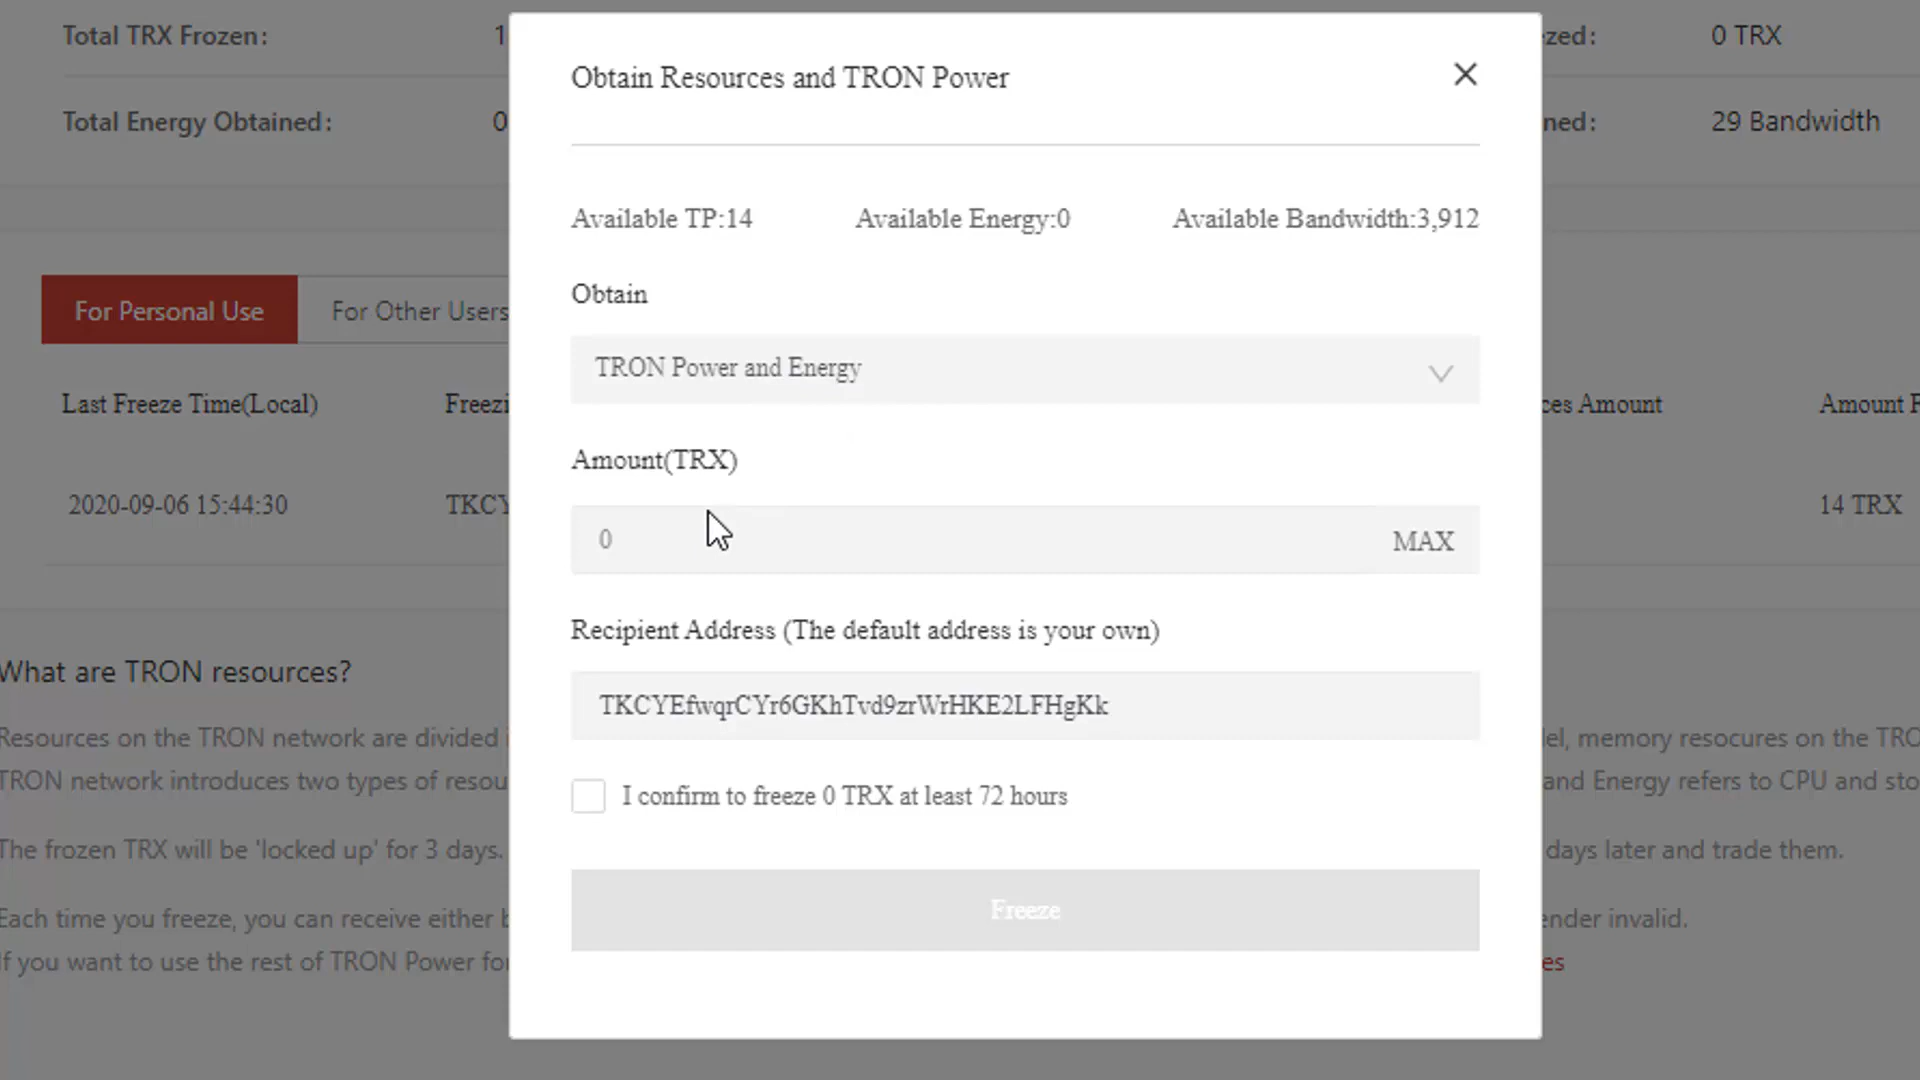 Total TRX Frozen:
1
zed:
0 TRX
Total Energy Obtained:
0
ned:
29 Bandwidth
Obtain Resources and TRON Power
Available TP:14
Available Energy:0
Available Bandwidth:3,912
Obtain
TRON Power and Energy
Amount(TRX)
0
MAX
Recipient Address (The default address is your own)
TKCYEfwqrCYr6GKhTvd9zrWrHKE2LFHgKk
I confirm to freeze 0 TRX at least 72 hours
Freeze
For Personal Use
For Other Users
Last Freeze Time(Local)
Freezi
ces Amount
Amount F
2020-09-06 15:44:30
TKCY
14 TRX
What are TRON resources?
Resources on the TRON network are divided i
del, memory resocures on the TRO
TRON network introduces two types of resou
and Energy refers to CPU and sto
The frozen TRX will be 'locked up' for 3 days.
days later and trade them.
Each time you freeze, you can receive either b
ender invalid.
If you want to use the rest of TRON Power for
es